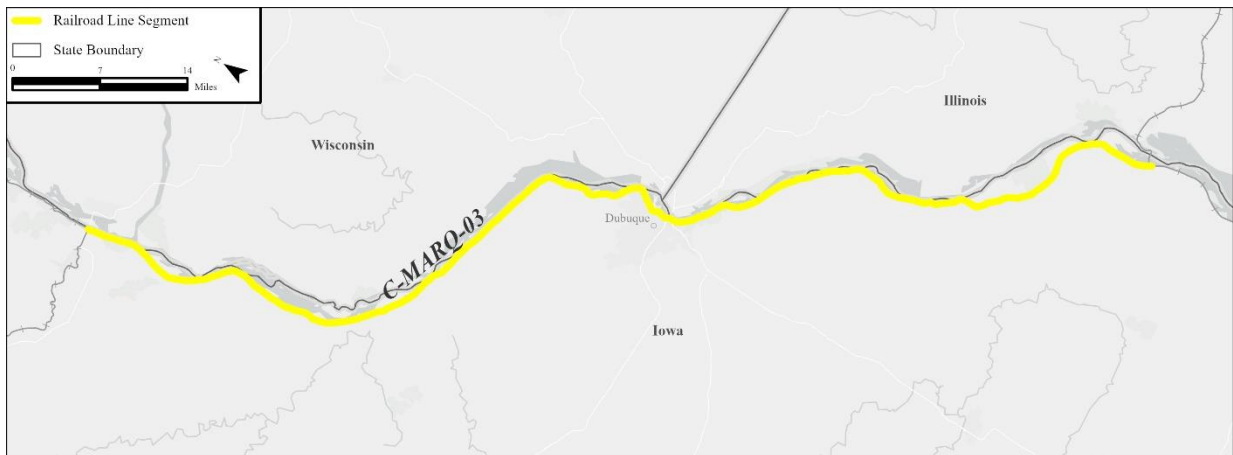 Railroad Line Segment
State Boundary
0 7 14
Miles
N
Illinois
Wisconsin
C-MARQ-03
Dubuque
Iowa